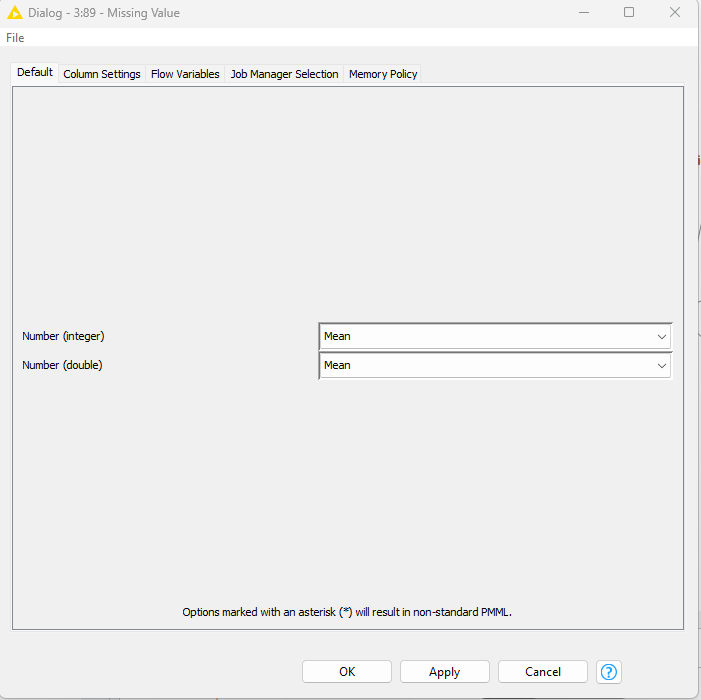 Dialog - 3:89 - Missing Value
File
Default Column Settings Flow Variables Job Manager Selection Memory Policy
Number (integer) Mean
Number (double) Mean
Options marked with an asterisk (*) will result in non-standard PMML.
OK Apply Cancel ?